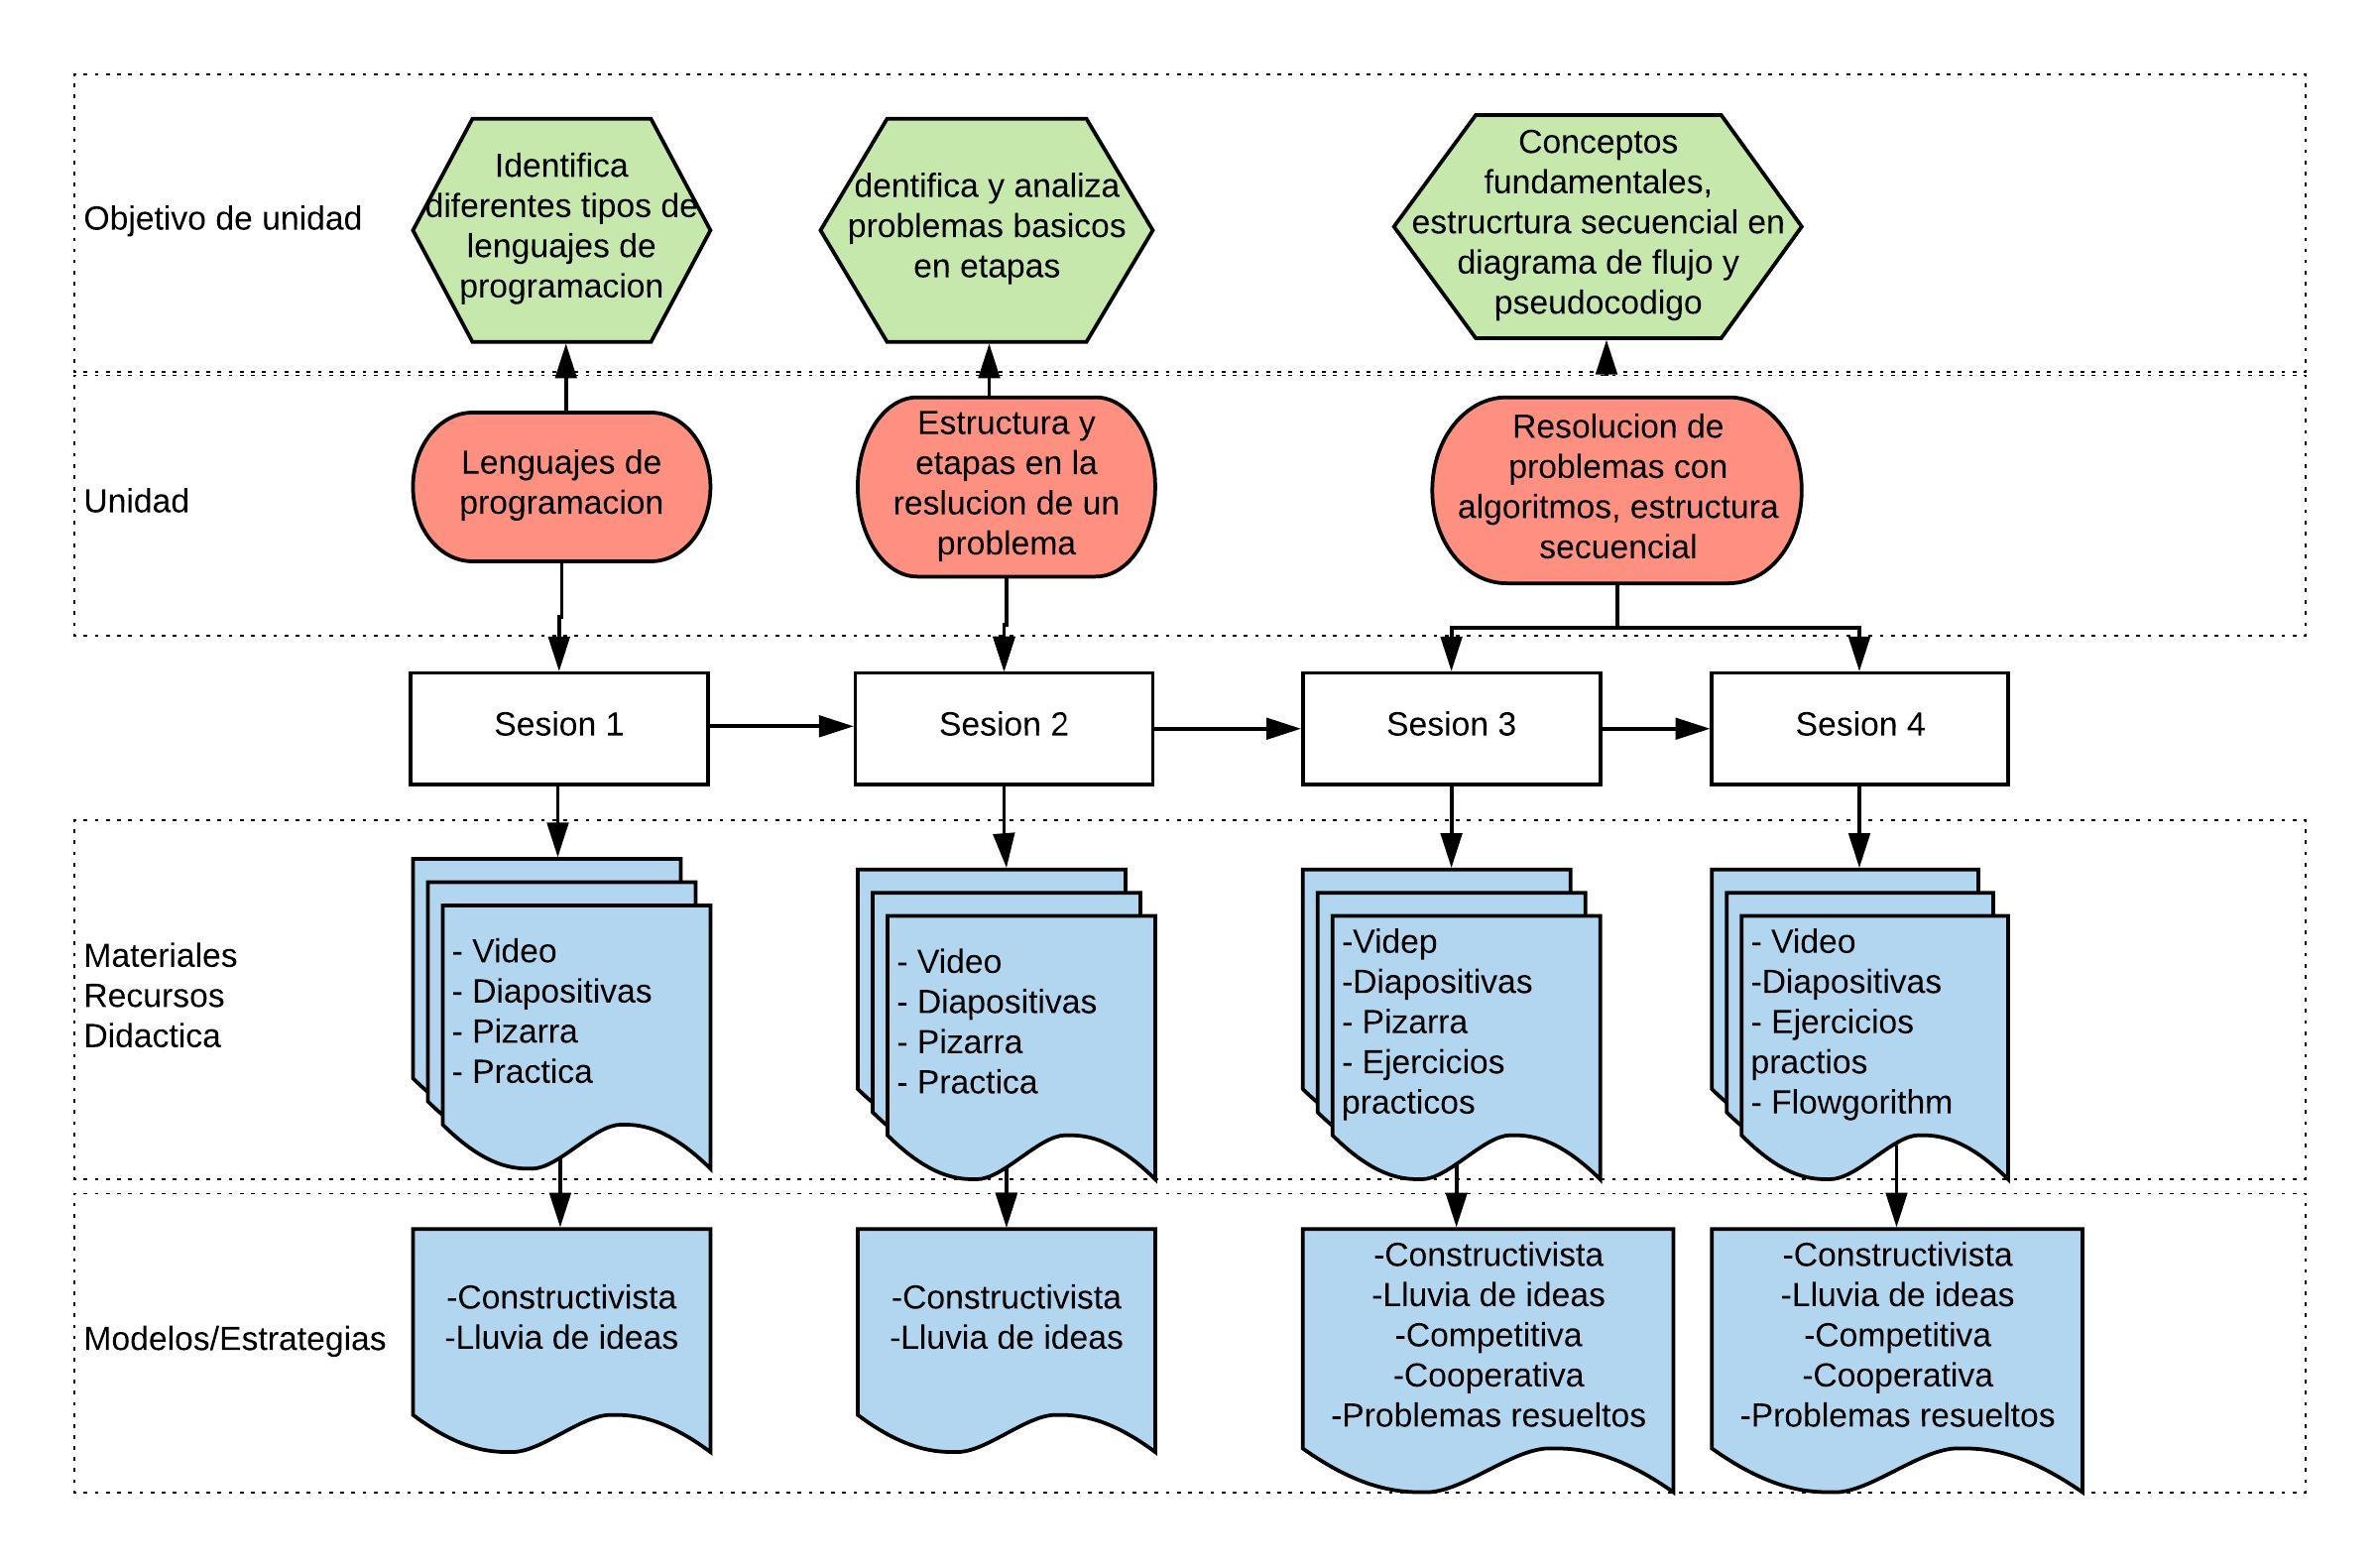 Objetivo de unidad
Identifica
diferentes tipos de
lenguajes de
programacion
dentifica y analiza
problemas basicos
en etapas
Conceptos
fundamentales,
estrucrtura secuencial en
diagrama de flujo y
pseudocodigo
Unidad
Lenguajes de
programacion
Estructura y
etapas en la
reslucion de un
problema
Resolucion de
problemas con
algoritmos, estructura
secuencial
Sesion 1
Sesion 2
Sesion 3
Sesion 4
Materiales
Recursos
Didactica
- Video
- Diapositivas
- Pizarra
- Practica
- Video
- Diapositivas
- Pizarra
- Practica
-Videp
-Diapositivas
- Pizarra
- Ejercicios
practicos
- Video
-Diapositivas
- Ejercicios
practios
- Flowgorithm
Modelos/Estrategias
-Constructivista
-Lluvia de ideas
-Constructivista
-Lluvia de ideas
-Constructivista
-Lluvia de ideas
-Competitiva
-Cooperativa
-Problemas resueltos
-Constructivista
-Lluvia de ideas
-Competitiva
-Cooperativa
-Problemas resueltos